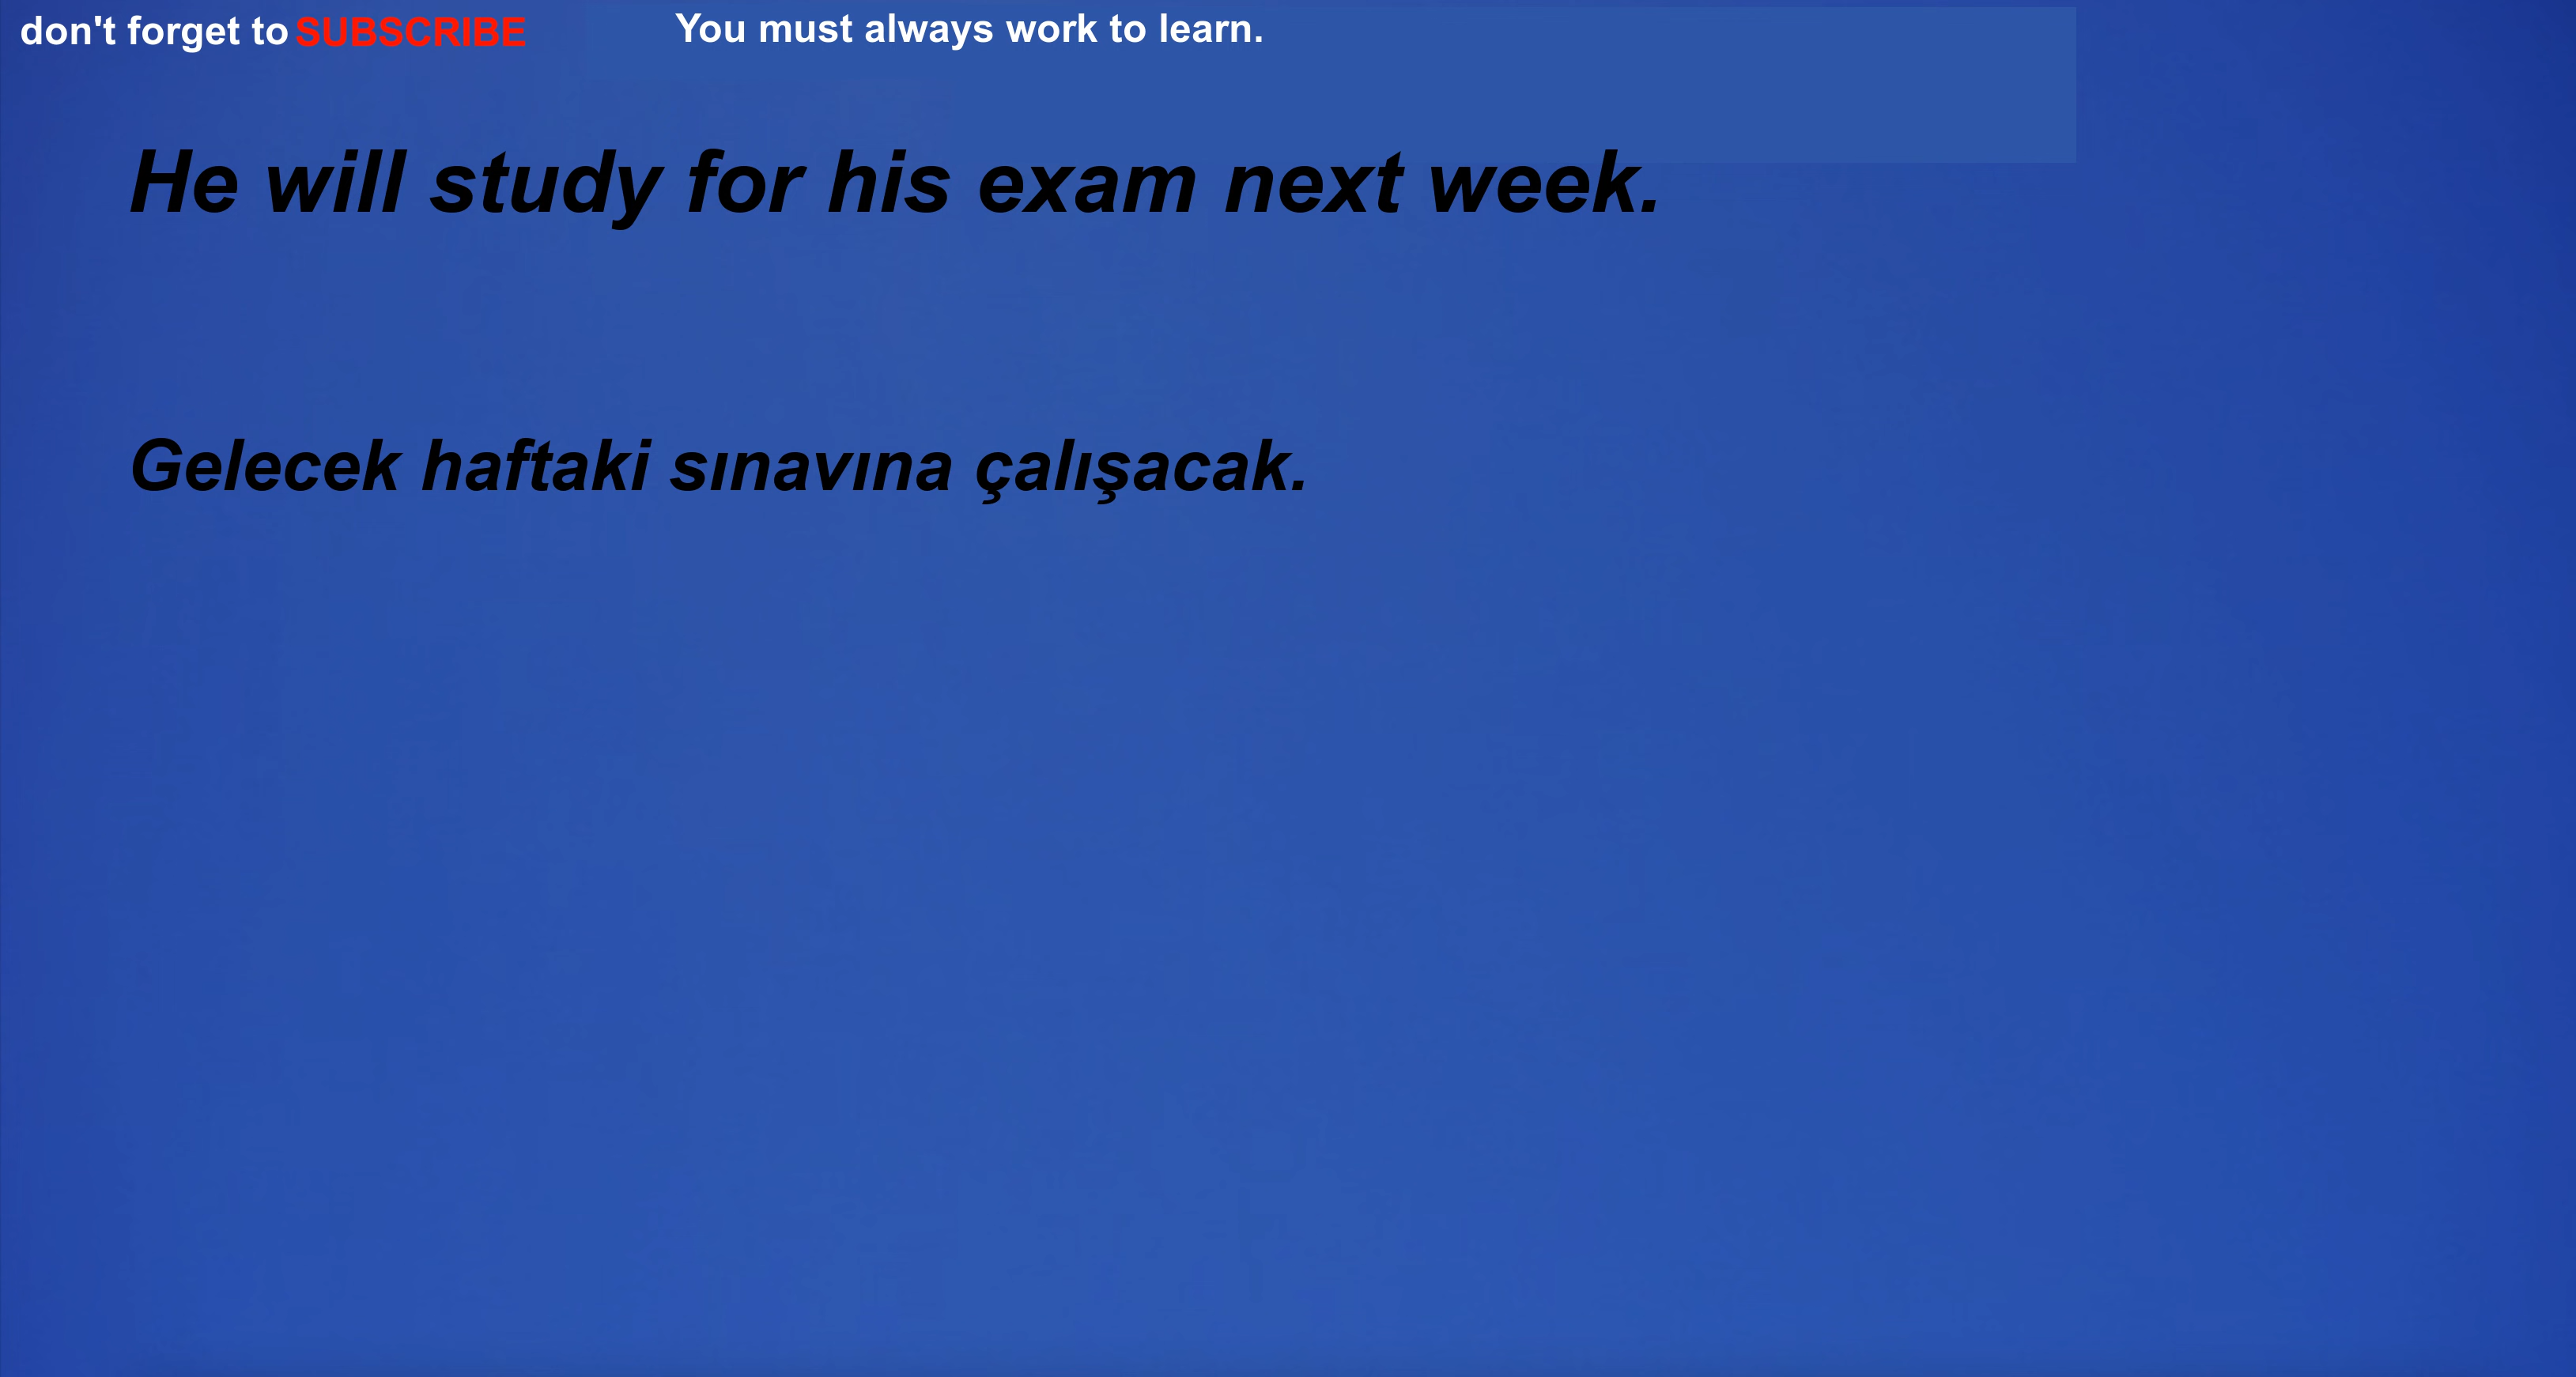 don't forget to SUBSCRIBE You must always work to learn.
He will study for his exam next week.
Gelecek haftaki sınavına çalışacak.